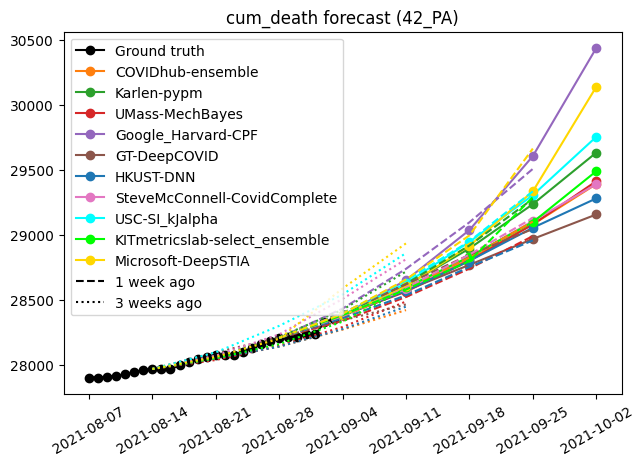 cum_death forecast (42_PA)
30500
30000
29500
29000
28500
28000
Ground truth
COVIDhub-ensemble
Karlen-pypm
UMass-MechBayes
Google_Harvard-CPF
GT-DeepCOVID
HKUST-DNN
SteveMcConnell-CovidComplete
USC-SI_kJalpha
KITmetricslab-select_ensemble
Microsoft-DeepSTIA
1 week ago
3 weeks ago
2021-08-07
2021-08-14
2021-08-21
2021-08-28
2021-09-04
2021-09-11
2021-09-18
2021-09-25
2021-10-02